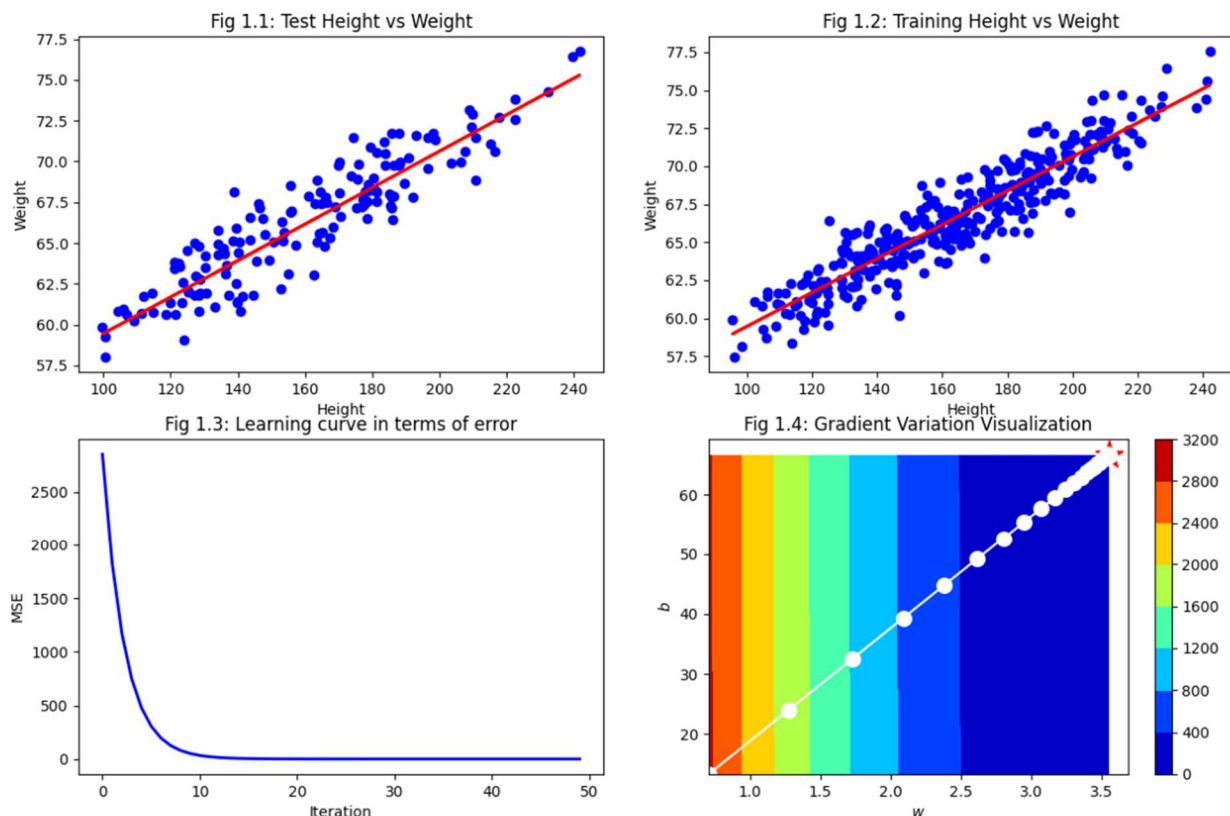 Fig 1.1: Test Height vs Weight
77.5
75.0
72.5
70.0
67.5
65.0
62.5
60.0
57.5
Weight
100 120 140 160 180 200 220 240
Height
Fig 1.2: Training Height vs Weight
77.5
75.0
72.5
70.0
67.5
65.0
62.5
60.0
57.5
Weight
100 120 140 160 180 200 220 240
Height
Fig 1.3: Learning curve in terms of error
2500
2000
1500
1000
500
0
MSE
0 10 20 30 40 50
Iteration
Fig 1.4: Gradient Variation Visualization
60
50
40
30
20
b
1.0 1.5 2.0 2.5 3.0 3.5
w
3200
2800
2400
2000
1600
1200
800
400
0